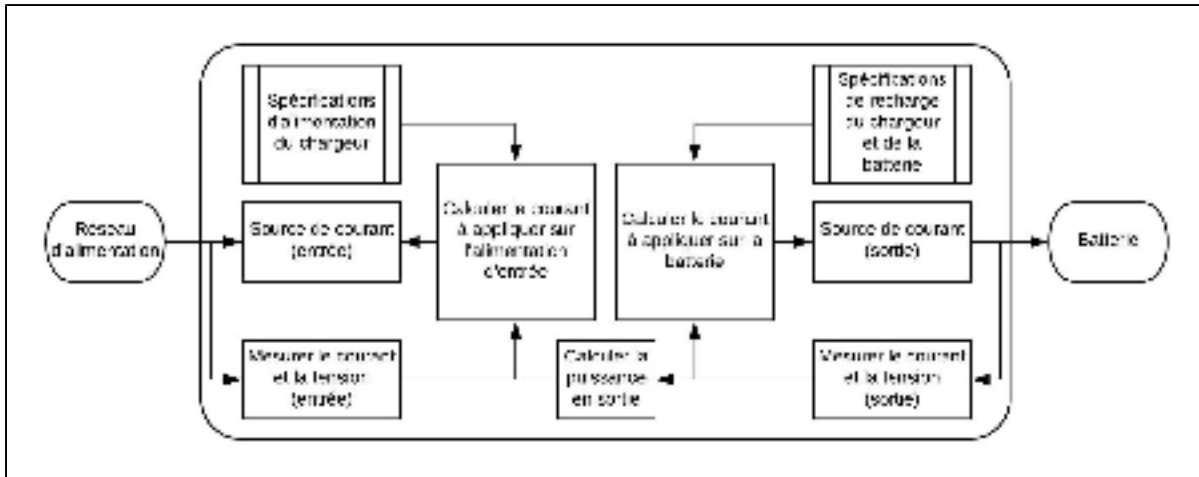 Spécifications
d'alimentation
du chargeur
Spécifications
de recharge
du chargeur
et de la
batterie
Réseau
d'alimentation
Source de courant
(entrée)
Calculer le courant
à appliquer sur
l'alimentation
d'entrée
Calculer le courant
à appliquer sur la
batterie
Source de courant
(sortie)
Batterie
Mesurer le courant
et la tension
(entrée)
Calculer la
puissance
en sortie
Mesurer le courant
et la tension
(sortie)